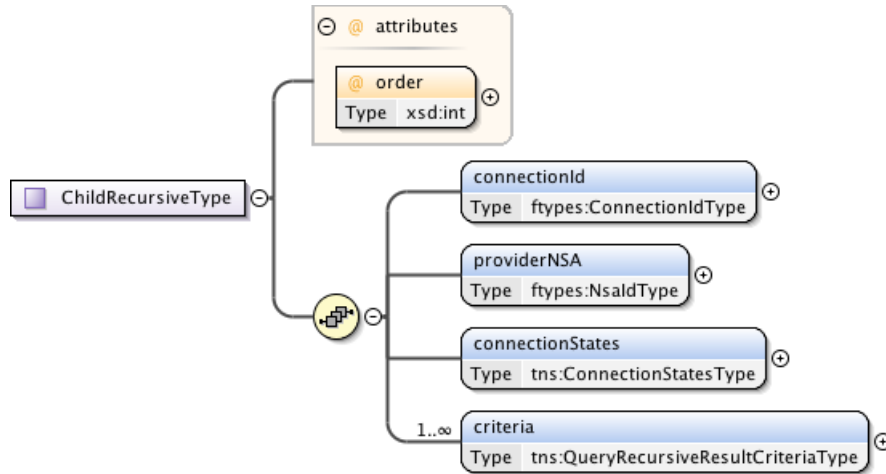 @ attributes
@ order
Type xsd:int
ChildRecursiveType
connectionId
Type ftypes:ConnectionIdType
providerNSA
Type ftypes:NsaIdType
connectionStates
Type tns:ConnectionStatesType
1..∞
criteria
Type tns:QueryRecursiveResultCriteriaType